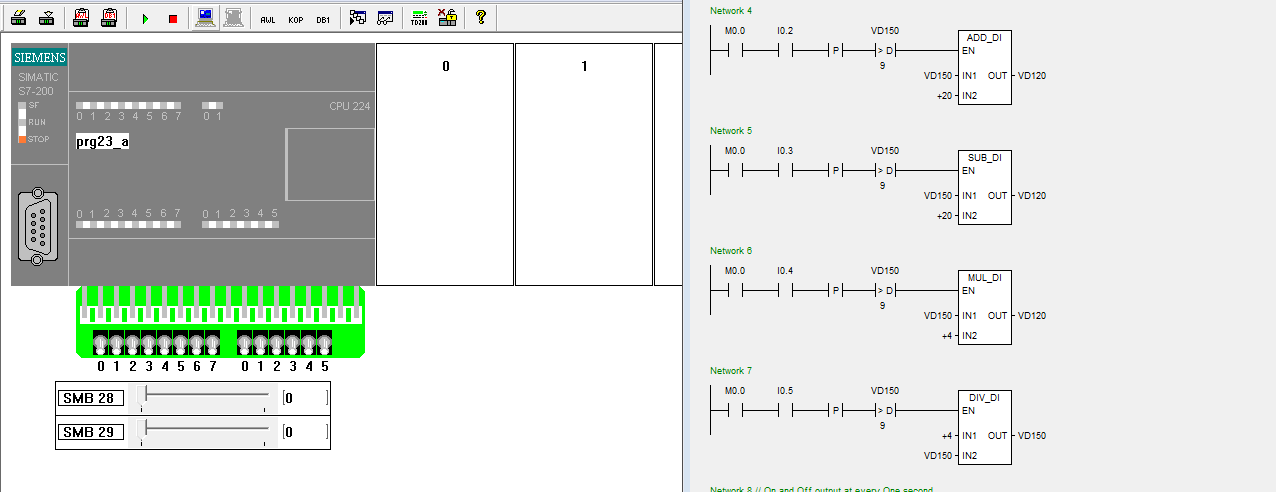 AWL KOP DB1 TD200 ?
SIEMENS
SIMATIC
S7-200
SF
RUN
STOP
0 1 2 3 4 5 6 7 0 1
CPU 224
prg23_a
0 1 2 3 4 5 6 7 0 1 2 3 4 5
0
1
0 1 2 3 4 5 6 7 0 1 2 3 4 5
SMB 28 [0 ]
SMB 29 [0 ]
Network 4
M0.0 I0.2 VD150 ADD_DI
P >D EN
9
VD150 IN1 OUT VD120
+20 IN2
Network 5
M0.0 I0.3 VD150 SUB_DI
P >D EN
9
VD150 IN1 OUT VD120
+20 IN2
Network 6
M0.0 I0.4 VD150 MUL_DI
P >D EN
9
VD150 IN1 OUT VD120
+4 IN2
Network 7
M0.0 I0.5 VD150 DIV_DI
P >D EN
9
+4 IN1 OUT VD150
VD150 IN2
Network 8 // On and Off output at every One second